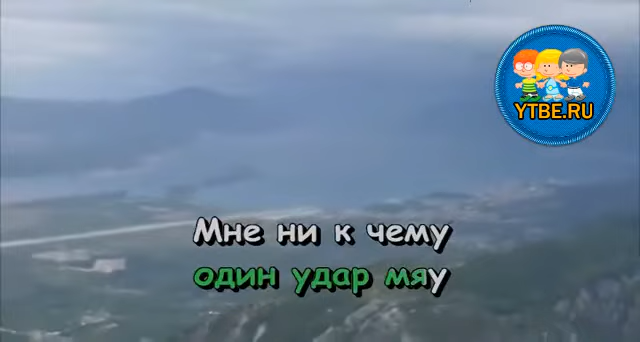 YTBE.RU
Мне ни к чему
один удар мяу